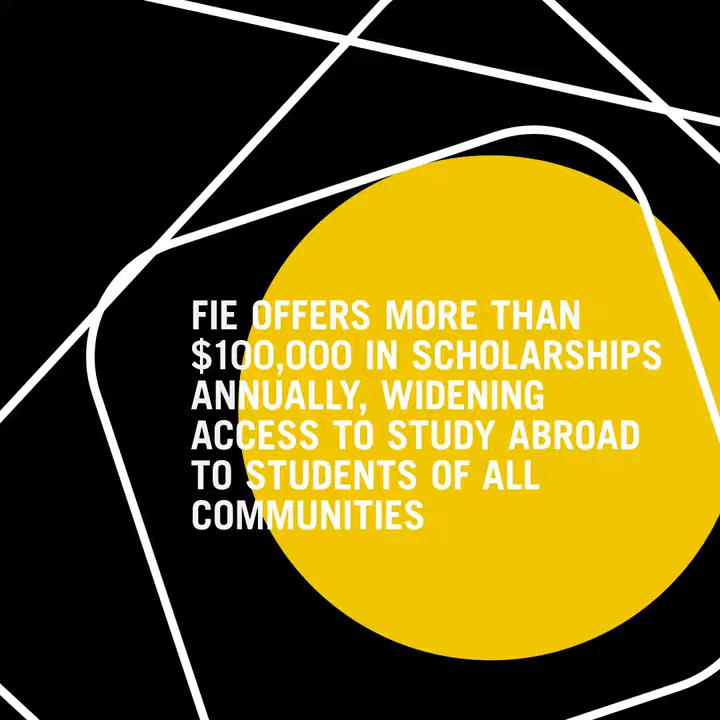 FIE OFFERS MORE THAN
$100,000 IN SCHOLARSHIPS
ANNUALLY, WIDENING
ACCESS TO STUDY ABROAD
TO STUDENTS OF ALL
COMMUNITIES